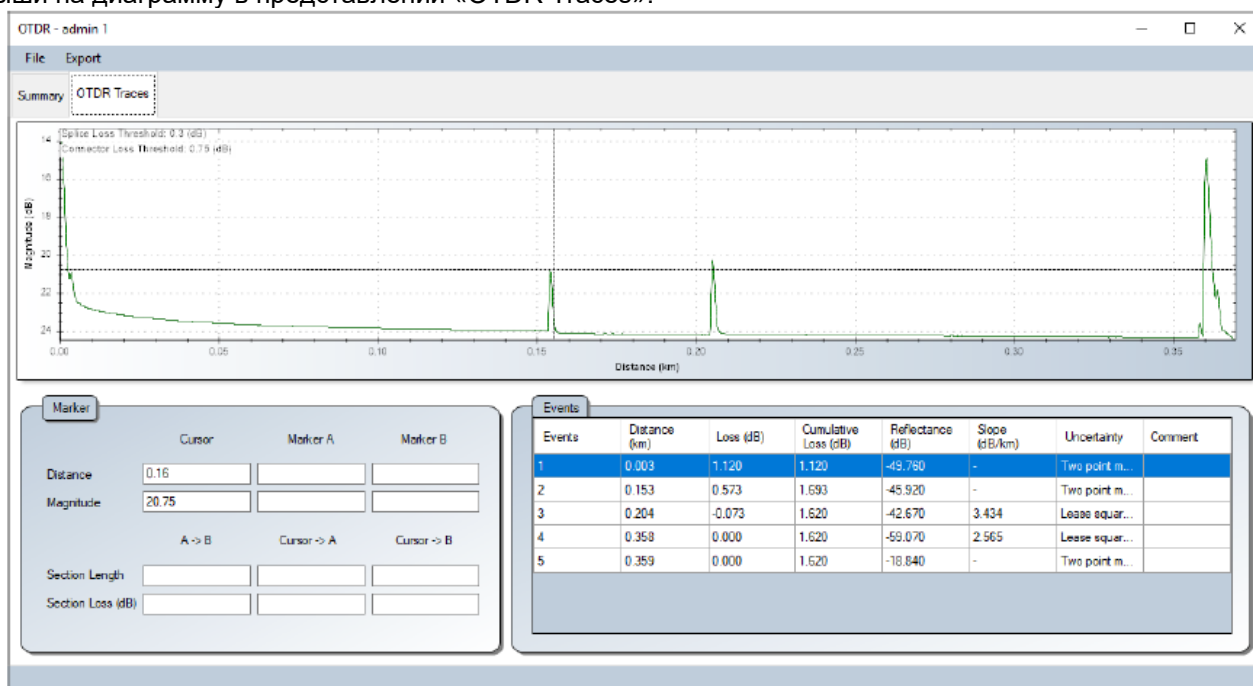 на диаграмму в представлении «OTDR Traces».
OTDR - admin 1
File Export
Summary OTDR Traces
Splice Loss Threshold: 0.3 (dB)
Connector Loss Threshold: 0.75 (dB)
Magnitude (dB)
14
16
18
20
22
24
0.00 0.05 0.10 0.15 0.20 0.25 0.30 0.35
Distance (km)
Marker
Cursor Marker A Marker B
Distance 0.16
Magnitude 20.75
A -> B Cursor -> A Cursor -> B
Section Length
Section Loss (dB)
Events
Events Distance (km) Loss (dB) Cumulative Loss (dB) Reflectance (dB) Slope (dB/km) Uncertainty Comment
1 0.003 1.120 1.120 -49.760 - Two point m...
2 0.153 0.573 1.693 -45.920 - Two point m...
3 0.204 -0.073 1.620 -42.670 3.434 Lease squar...
4 0.358 0.000 1.620 -59.070 2.565 Lease squar...
5 0.359 0.000 1.620 -18.840 - Two point m...